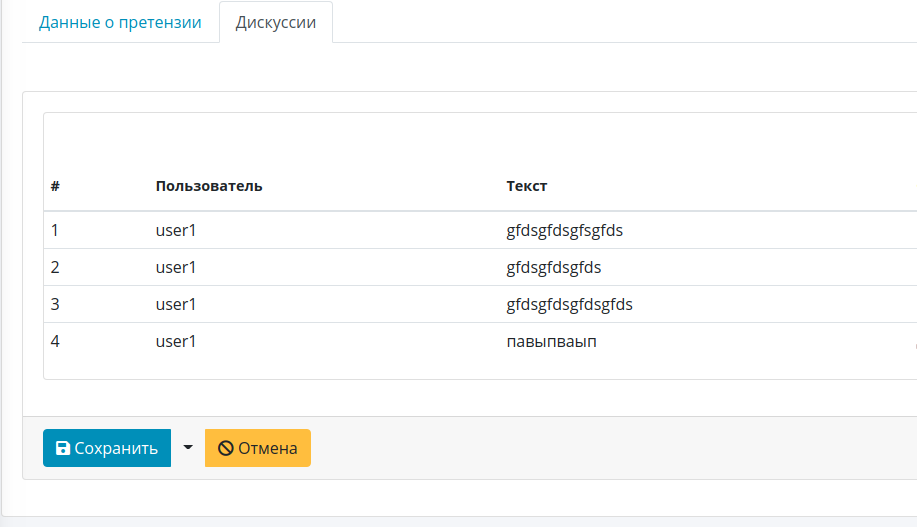 Данные о претензии Дискуссии
# Пользователь Текст
1 user1 gfdsgfdsgfsgfds
2 user1 gfdsgfdsgfds
3 user1 gfdsgfdsgfdsgfds
4 user1 павыпваып
Сохранить Отмена